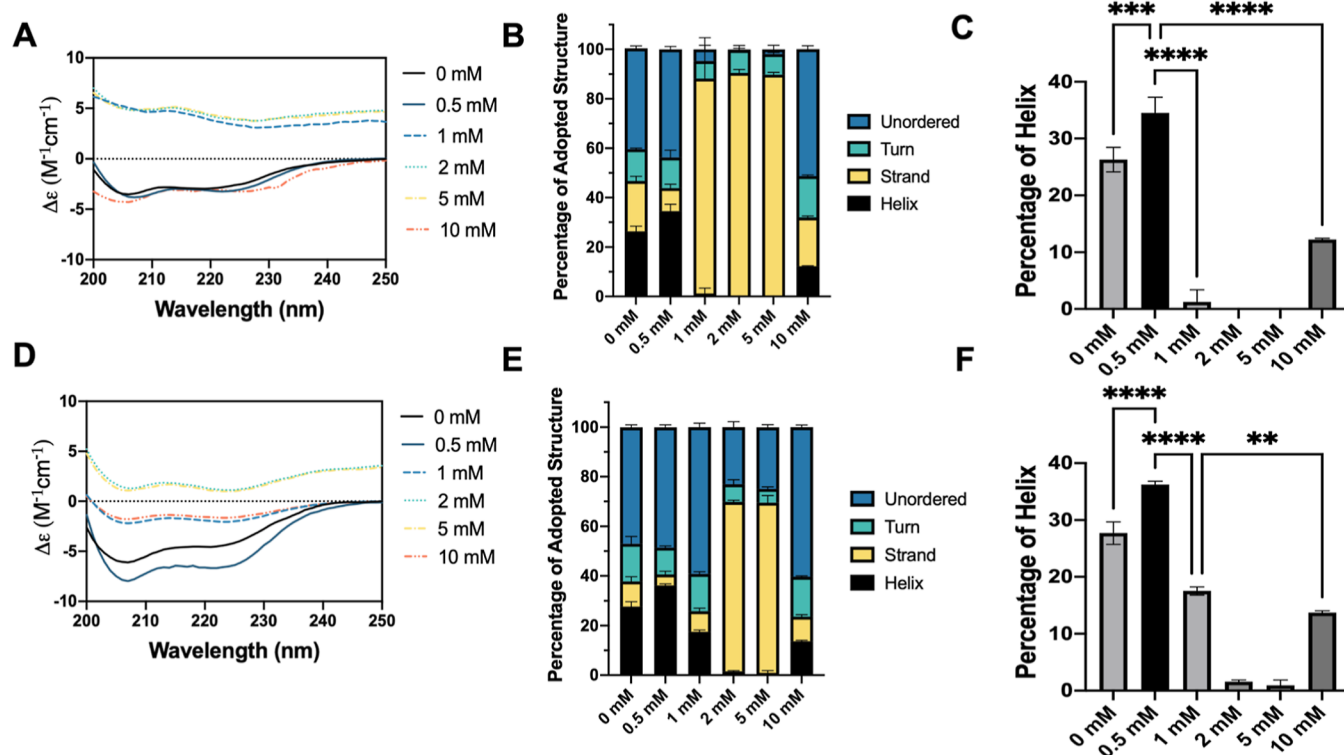 A
Δε (M⁻¹cm⁻¹)
10
5
0
-5
-10
200 210 220 230 240 250
Wavelength (nm)
0 mM
0.5 mM
1 mM
2 mM
5 mM
10 mM
B
Percentage of Adopted Structure
100
80
60
40
20
0
0 mM 0.5 mM 1 mM 2 mM 5 mM 10 mM
Unordered
Turn
Strand
Helix
C
*** ****
****
Percentage of Helix
40
30
20
10
0
0 mM 0.5 mM 1 mM 2 mM 5 mM 10 mM
D
Δε (M⁻¹cm⁻¹)
10
5
0
-5
-10
200 210 220 230 240 250
Wavelength (nm)
0 mM
0.5 mM
1 mM
2 mM
5 mM
10 mM
E
Percentage of Adopted Structure
100
80
60
40
20
0
0 mM 0.5 mM 1 mM 2 mM 5 mM 10 mM
Unordered
Turn
Strand
Helix
F
****
**** **
Percentage of Helix
40
30
20
10
0
0 mM 0.5 mM 1 mM 2 mM 5 mM 10 mM